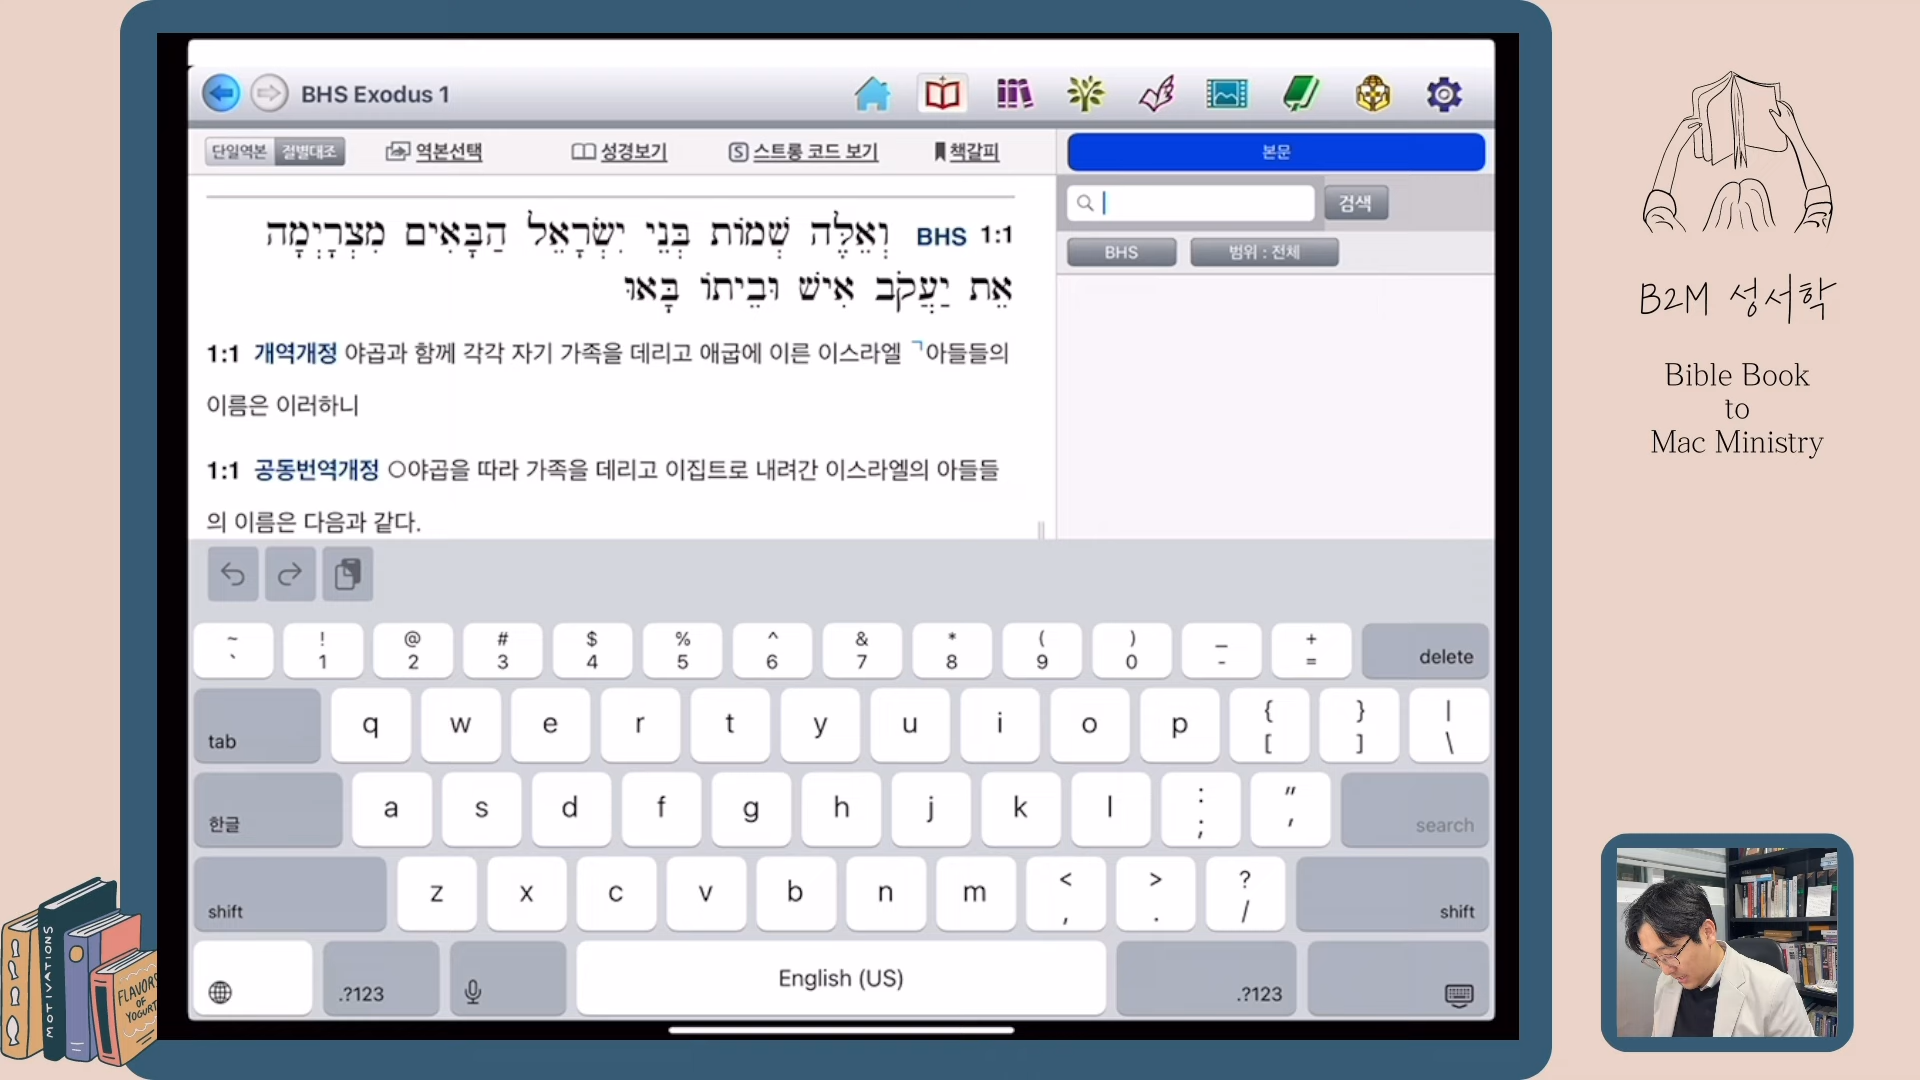 BHS Exodus 1
단일역본 절별대조 역본선택 성경보기 스트롱 코드 보기 책갈피
본문
검색
BHS 범위 : 전체
1:1 BHS וְאֵלֶּה שְׁמוֹת בְּנֵי יִשְׂרָאֵל הַבָּאִים מִצְרָיְמָה
אֵת יַעֲקֹב אִישׁ וּבֵיתוֹ בָּאוּ
1:1 개역개정 야곱과 함께 각각 자기 가족을 데리고 애굽에 이른 이스라엘 ㄱ아들들의
이름은 이러하니
1:1 공동번역개정 ○야곱을 따라 가족을 데리고 이집트로 내려간 이스라엘의 아들들
의 이름은 다음과 같다.
~ ! @ # $ % ^ & * ( ) _ +
` 1 2 3 4 5 6 7 8 9 0 - = delete
tab q w e r t y u i o p { [ } ] | \
한글 a s d f g h j k l : ; " ' search
shift z x c v b n m < , > . ? / shift
.?123 English (US) .?123
B2M 성서학
Bible Book
to
Mac Ministry
MOTIVATIONS
FLAVORS
OF
YOGURT